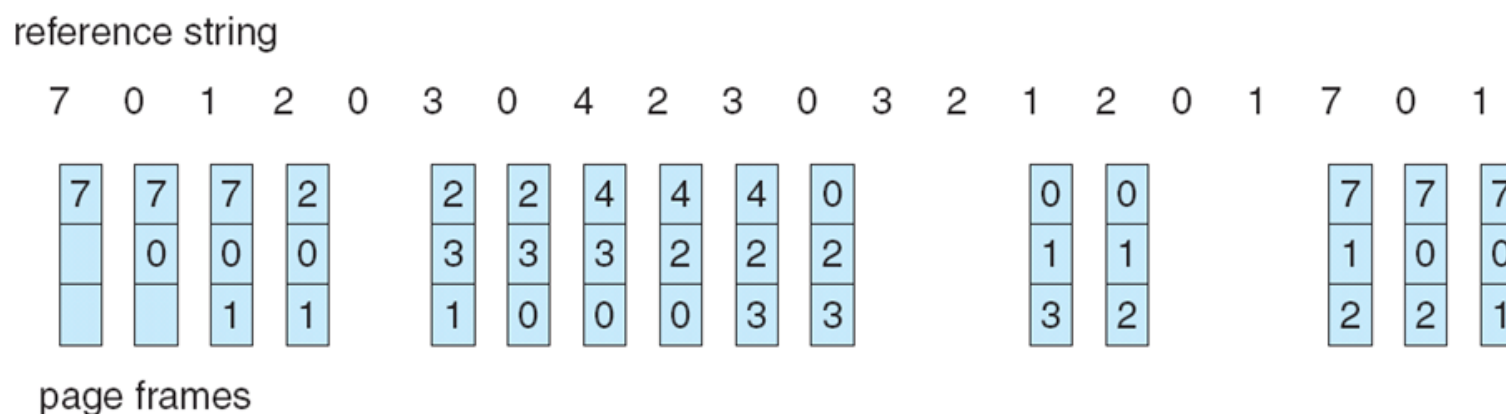 reference string
7 0 1 2 0 3 0 4 2 3 0 3 2 1 2 0 1 7 0 1
7 7 7 2 2 2 4 4 4 0 0 0 7 7 7
0 0 0 3 3 3 2 2 2 1 1 1 0 0
1 1 1 0 0 0 3 3 3 2 2 2 1
page frames